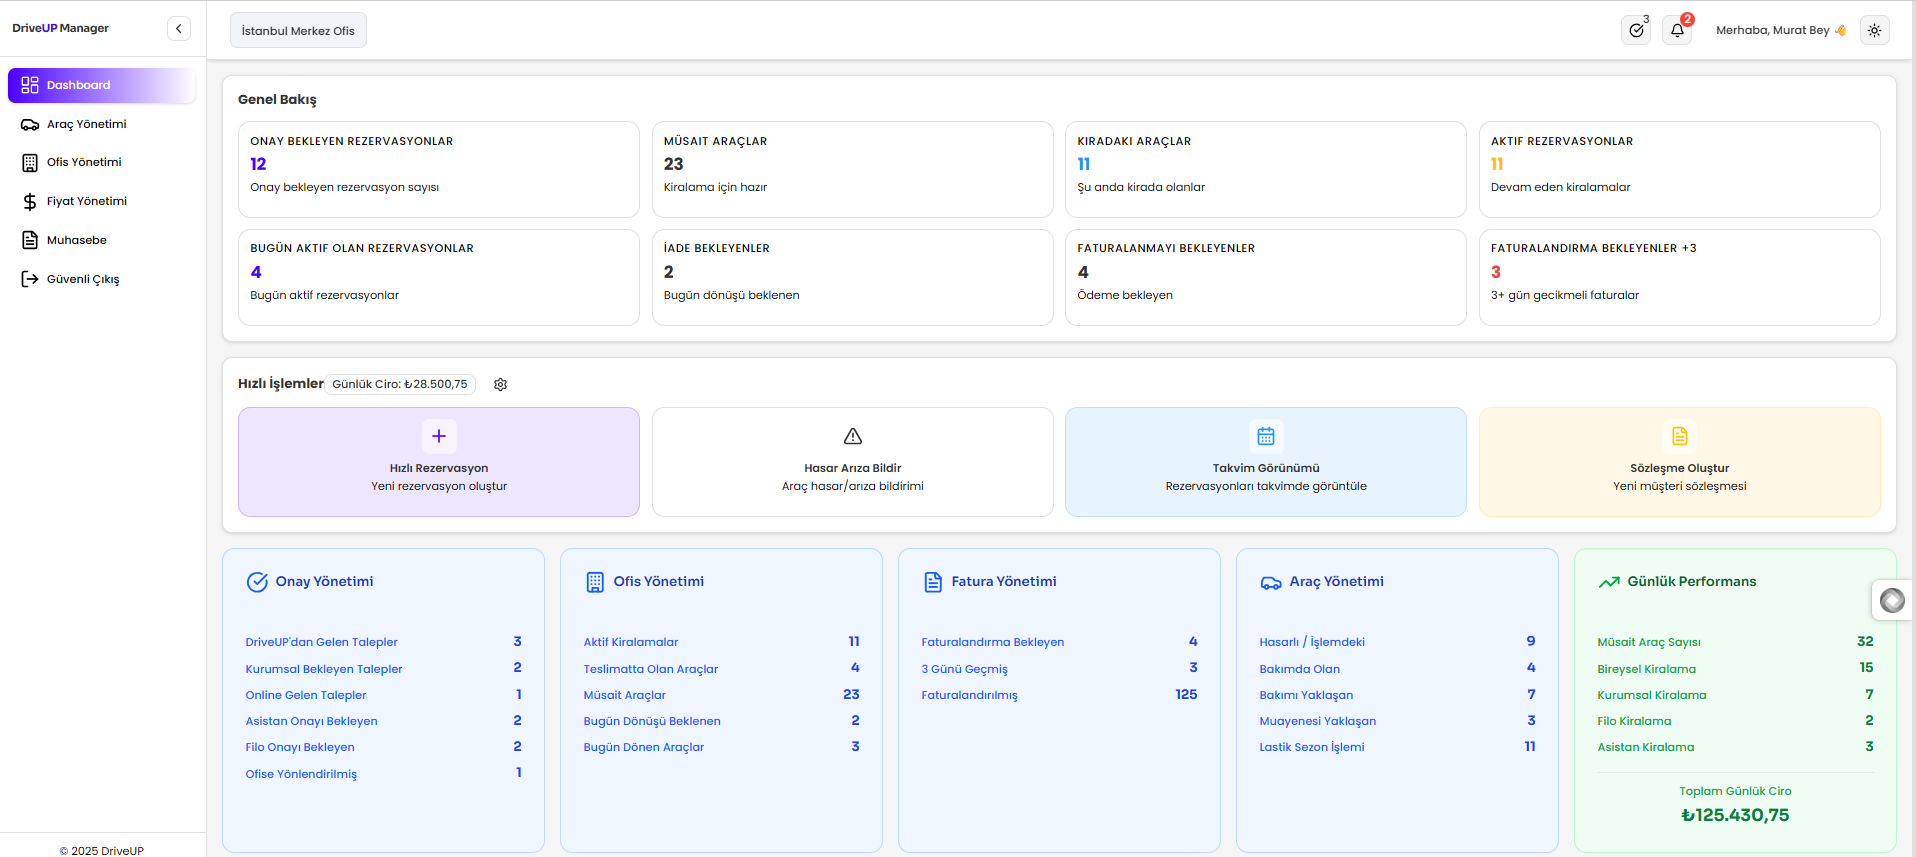 DriveUP Manager
İstanbul Merkez Ofis
3
2
Merhaba, Murat Bey 👋
Dashboard
Araç Yönetimi
Ofis Yönetimi
Fiyat Yönetimi
Muhasebe
Güvenli Çıkış
© 2025 DriveUP
Genel Bakış
ONAY BEKLEYEN REZERVASYONLAR
12
Onay bekleyen rezervasyon sayısı
MÜSAIT ARAÇLAR
23
Kiralama için hazır
KIRADAKI ARAÇLAR
11
Şu anda kirada olanlar
AKTIF REZERVASYONLAR
11
Devam eden kiralamalar
BUGÜN AKTIF OLAN REZERVASYONLAR
4
Bugün aktif rezervasyonlar
İADE BEKLEYENLER
2
Bugün dönüşü beklenen
FATURALANMAYI BEKLEYENLER
4
Ödeme bekleyen
FATURALANDIRMA BEKLEYENLER +3
3
3+ gün gecikmeli faturalar
Hızlı İşlemler
Günlük Ciro: ₺28.500,75
Hızlı Rezervasyon
Yeni rezervasyon oluştur
Hasar Arıza Bildir
Araç hasar/arıza bildirimi
Takvim Görünümü
Rezervasyonları takvimde görüntüle
Sözleşme Oluştur
Yeni müşteri sözleşmesi
Onay Yönetimi
DriveUP'dan Gelen Talepler 3
Kurumsal Bekleyen Talepler 2
Online Gelen Talepler 1
Asistan Onayı Bekleyen 2
Filo Onayı Bekleyen 2
Ofise Yönlendirilmiş 1
Ofis Yönetimi
Aktif Kiralamalar 11
Teslimatta Olan Araçlar 4
Müsait Araçlar 23
Bugün Dönüşü Beklenen 2
Bugün Dönen Araçlar 3
Fatura Yönetimi
Faturalandırma Bekleyen 4
3 Günü Geçmiş 3
Faturalandırılmış 125
Araç Yönetimi
Hasarlı / İşlemdeki 9
Bakımda Olan 4
Bakımı Yaklaşan 7
Muayenesi Yaklaşan 3
Lastik Sezon İşlemi 11
Günlük Performans
Müsait Araç Sayısı 32
Bireysel Kiralama 15
Kurumsal Kiralama 7
Filo Kiralama 2
Asistan Kiralama 3
Toplam Günlük Ciro
₺125.430,75